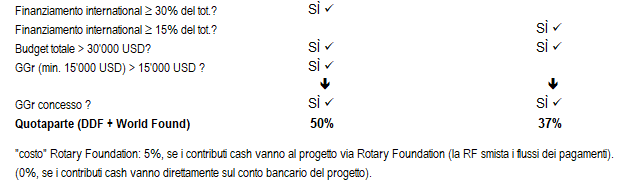 Finanziamento international ≥ 30% del tot.? SÌ ✓
Finanziamento international ≥ 15% del tot.? SÌ ✓
Budget totale > 30'000 USD? SÌ ✓ SÌ ✓
GGr (min. 15'000 USD) > 15'000 USD ? SÌ ✓
🡻 🡻
GGr concesso ? SÌ ✓ SÌ ✓
Quotaparte (DDF + World Found) 50% 37%
"costo" Rotary Foundation: 5%, se i contributi cash vanno al progetto via Rotary Foundation (la RF smista i flussi dei pagamenti).
(0%, se i contributi cash vanno direttamente sul conto bancario del progetto).